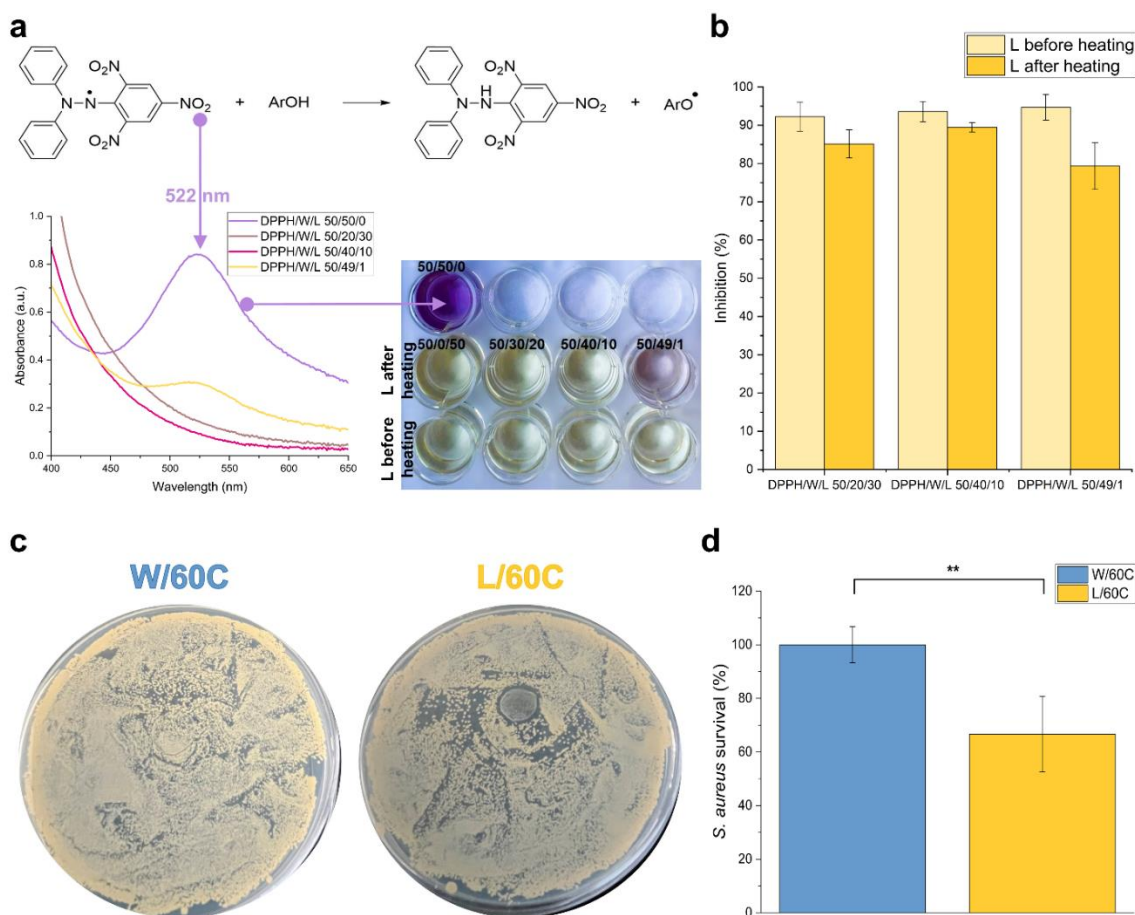 a
O₂N
N
N•
NO₂
O₂N
+
ArOH
O₂N
H
N
N
NO₂
O₂N
+
ArO•
522 nm
DPPH/W/L 50/50/0
DPPH/W/L 50/20/30
DPPH/W/L 50/40/10
DPPH/W/L 50/49/1
1.0
0.8
0.6
0.4
0.2
0.0
Absorbance (a.u.)
400
450
500
550
600
650
Wavelength (nm)
50/50/0
50/0/50
50/30/20
50/40/10
50/49/1
L after
heating
L before
heating
b
L before heating
L after heating
100
95
90
85
80
75
70
65
60
55
50
10
0
Inhibition (%)
DPPH/W/L 50/20/30
DPPH/W/L 50/40/10
DPPH/W/L 50/49/1
c
W/60C
L/60C
d
**
W/60C
L/60C
120
100
80
60
40
20
0
S. aureus survival (%)